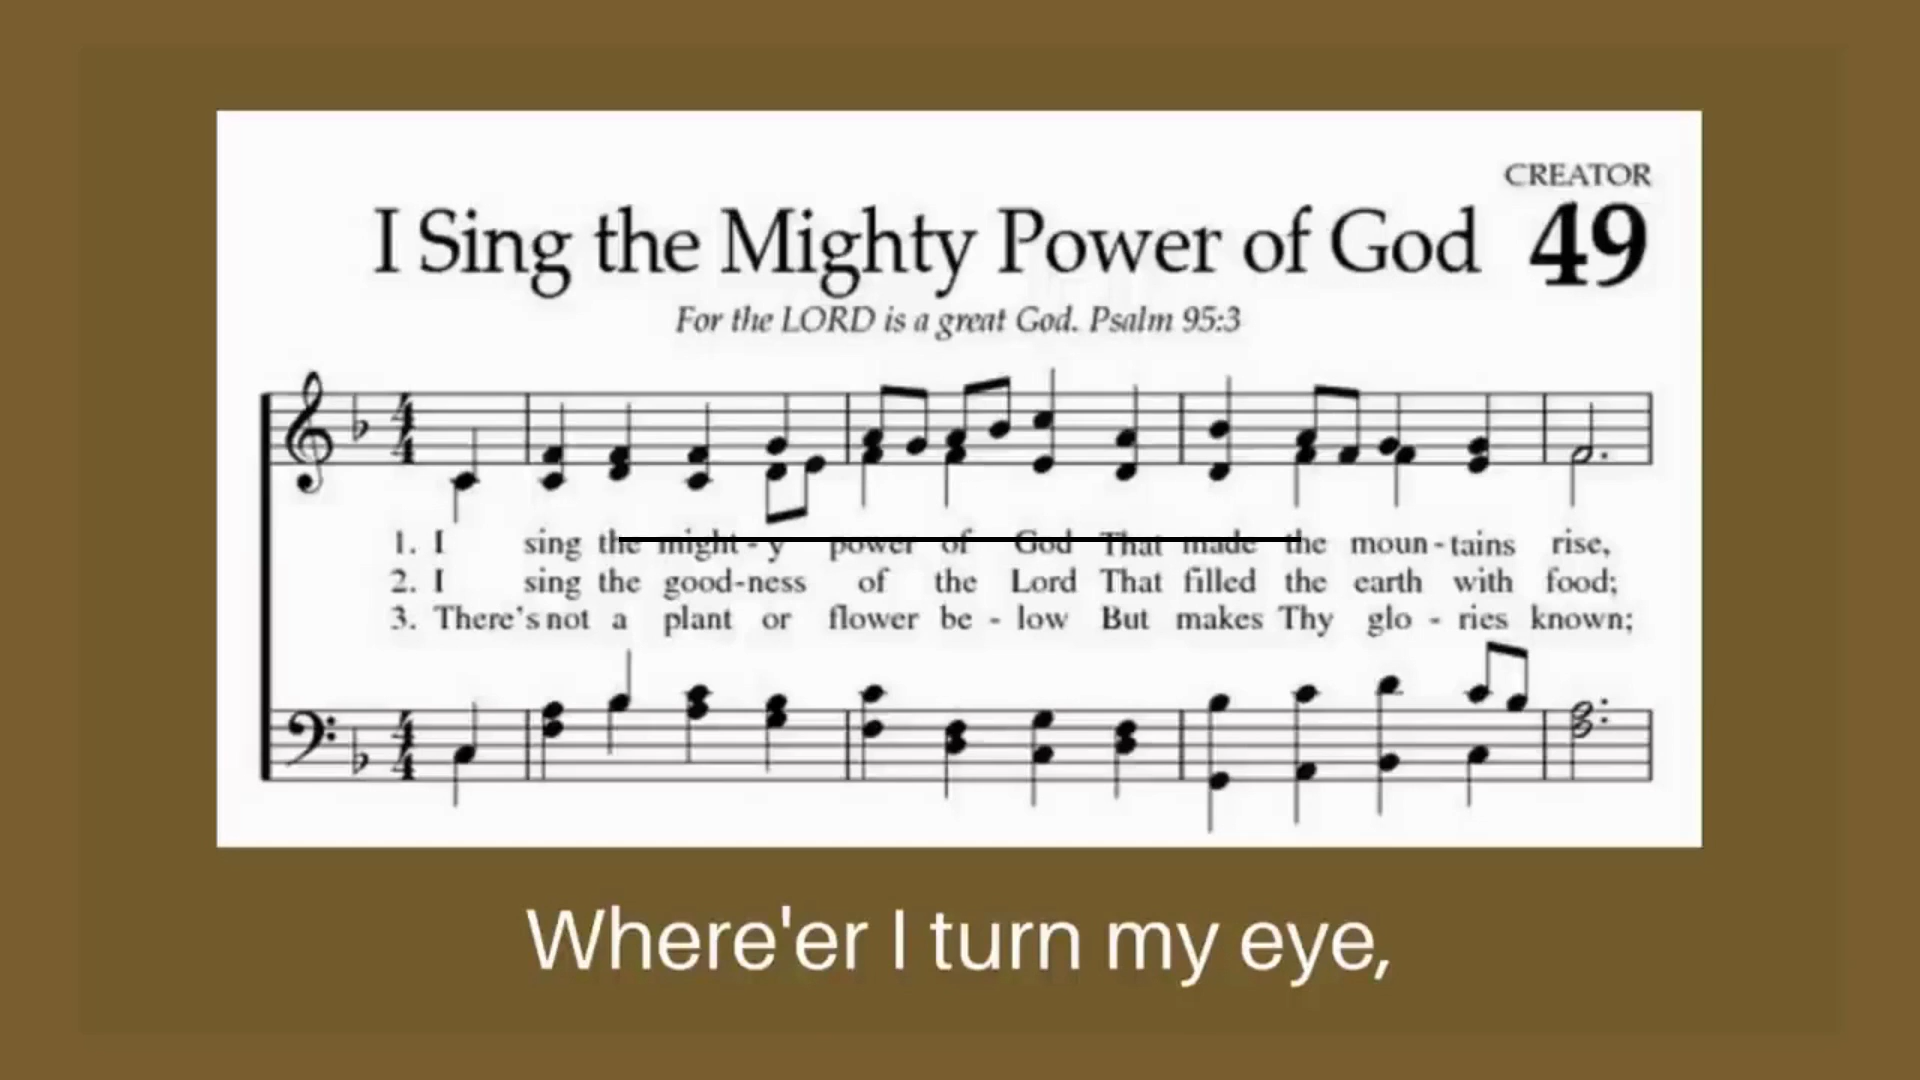 CREATOR
I Sing the Mighty Power of God 49
For the LORD is a great God. Psalm 95:3
1. I sing the might - y power of God That made the moun - tains rise,
2. I sing the good-ness of the Lord That filled the earth with food;
3. There's not a plant or flower be - low But makes Thy glo - ries known;
Where'er I turn my eye,